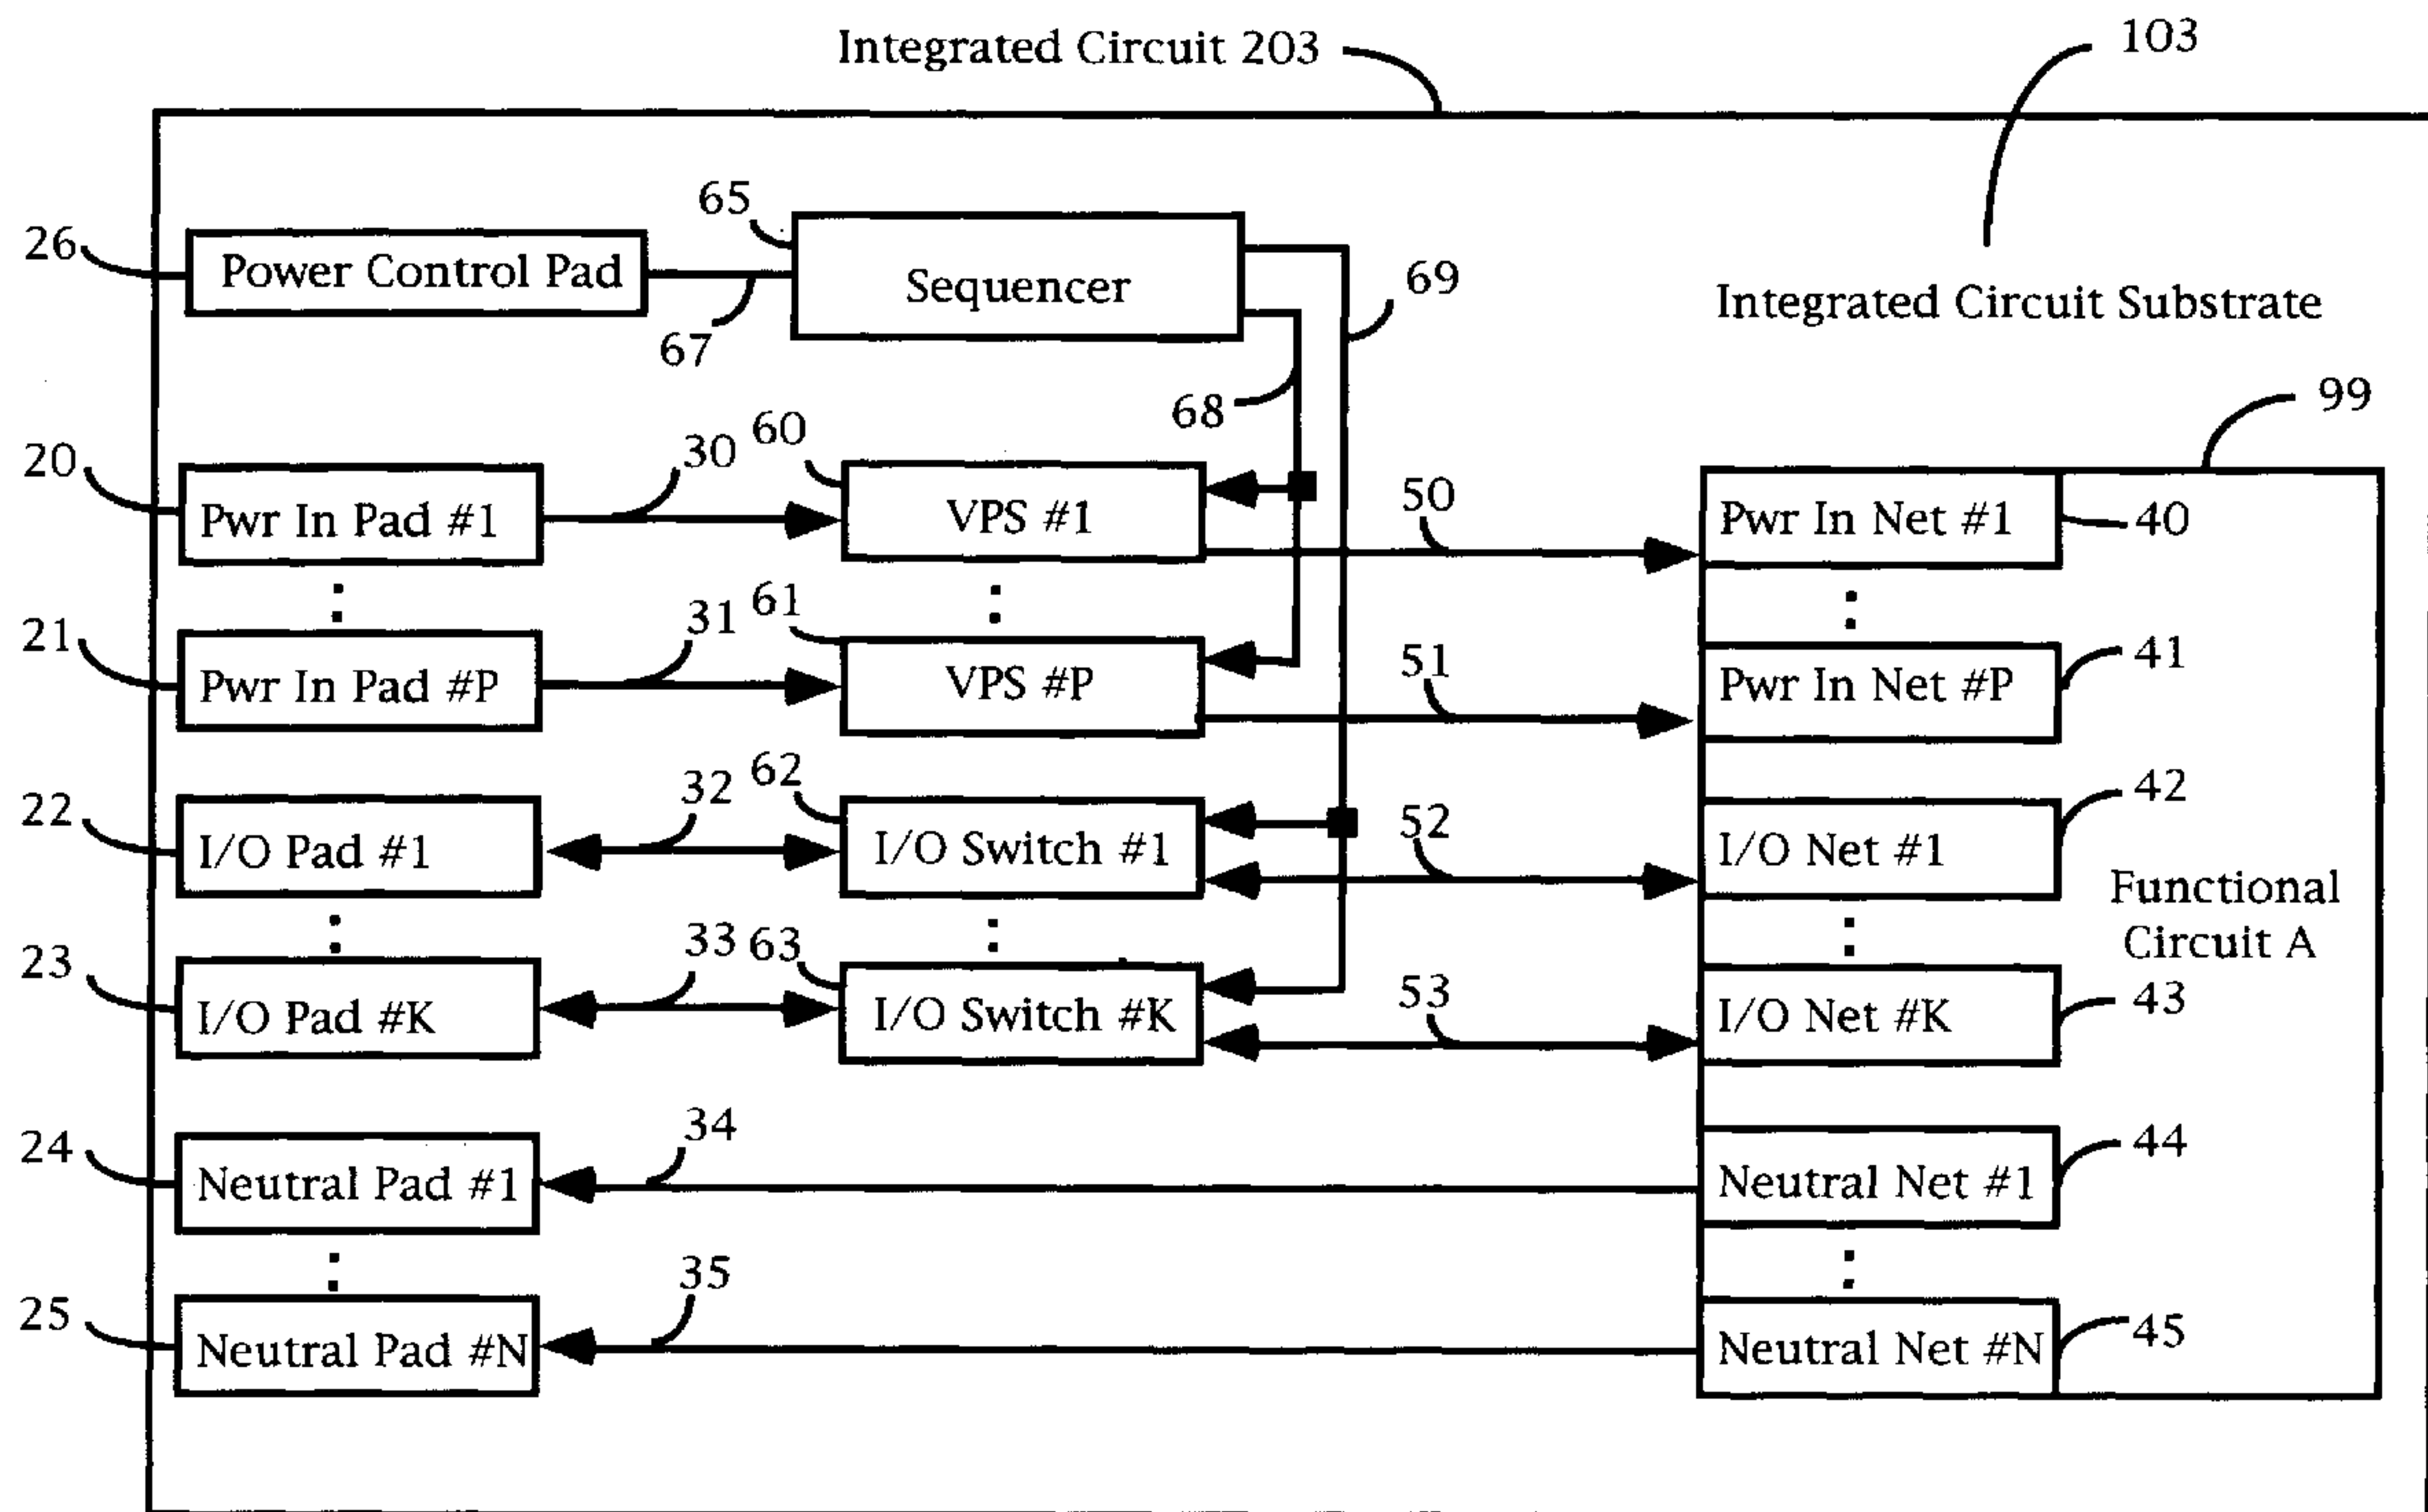 Integrated Circuit 203
103
65
26
Power Control Pad
Sequencer
69
Integrated Circuit Substrate
67
68
99
60
30
20
50
Pwr In Pad #1
VPS #1
Pwr In Net #1
40
:
:
:
61
31
21
51
41
Pwr In Pad #P
VPS #P
Pwr In Net #P
62
32
22
52
42
I/O Pad #1
I/O Switch #1
I/O Net #1
Functional
Circuit A
:
:
:
33
63
23
53
43
I/O Pad #K
I/O Switch #K
I/O Net #K
34
24
44
Neutral Pad #1
Neutral Net #1
:
:
35
25
45
Neutral Pad #N
Neutral Net #N